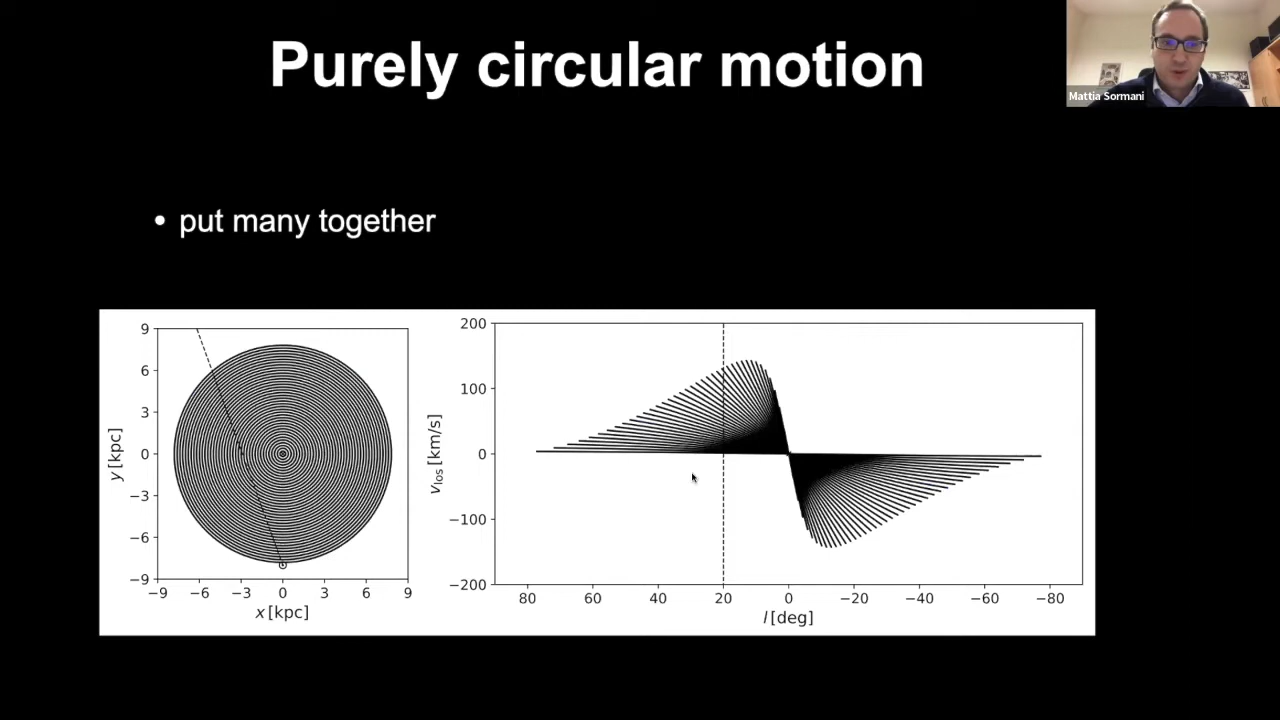 Purely circular motion
Mattia Sormani
• put many together
9
6
3
0
−3
−6
−9
y [kpc]
−9 −6 −3 0 3 6 9
x [kpc]
200
100
0
−100
−200
v_los [km/s]
80 60 40 20 0 −20 −40 −60 −80
l [deg]